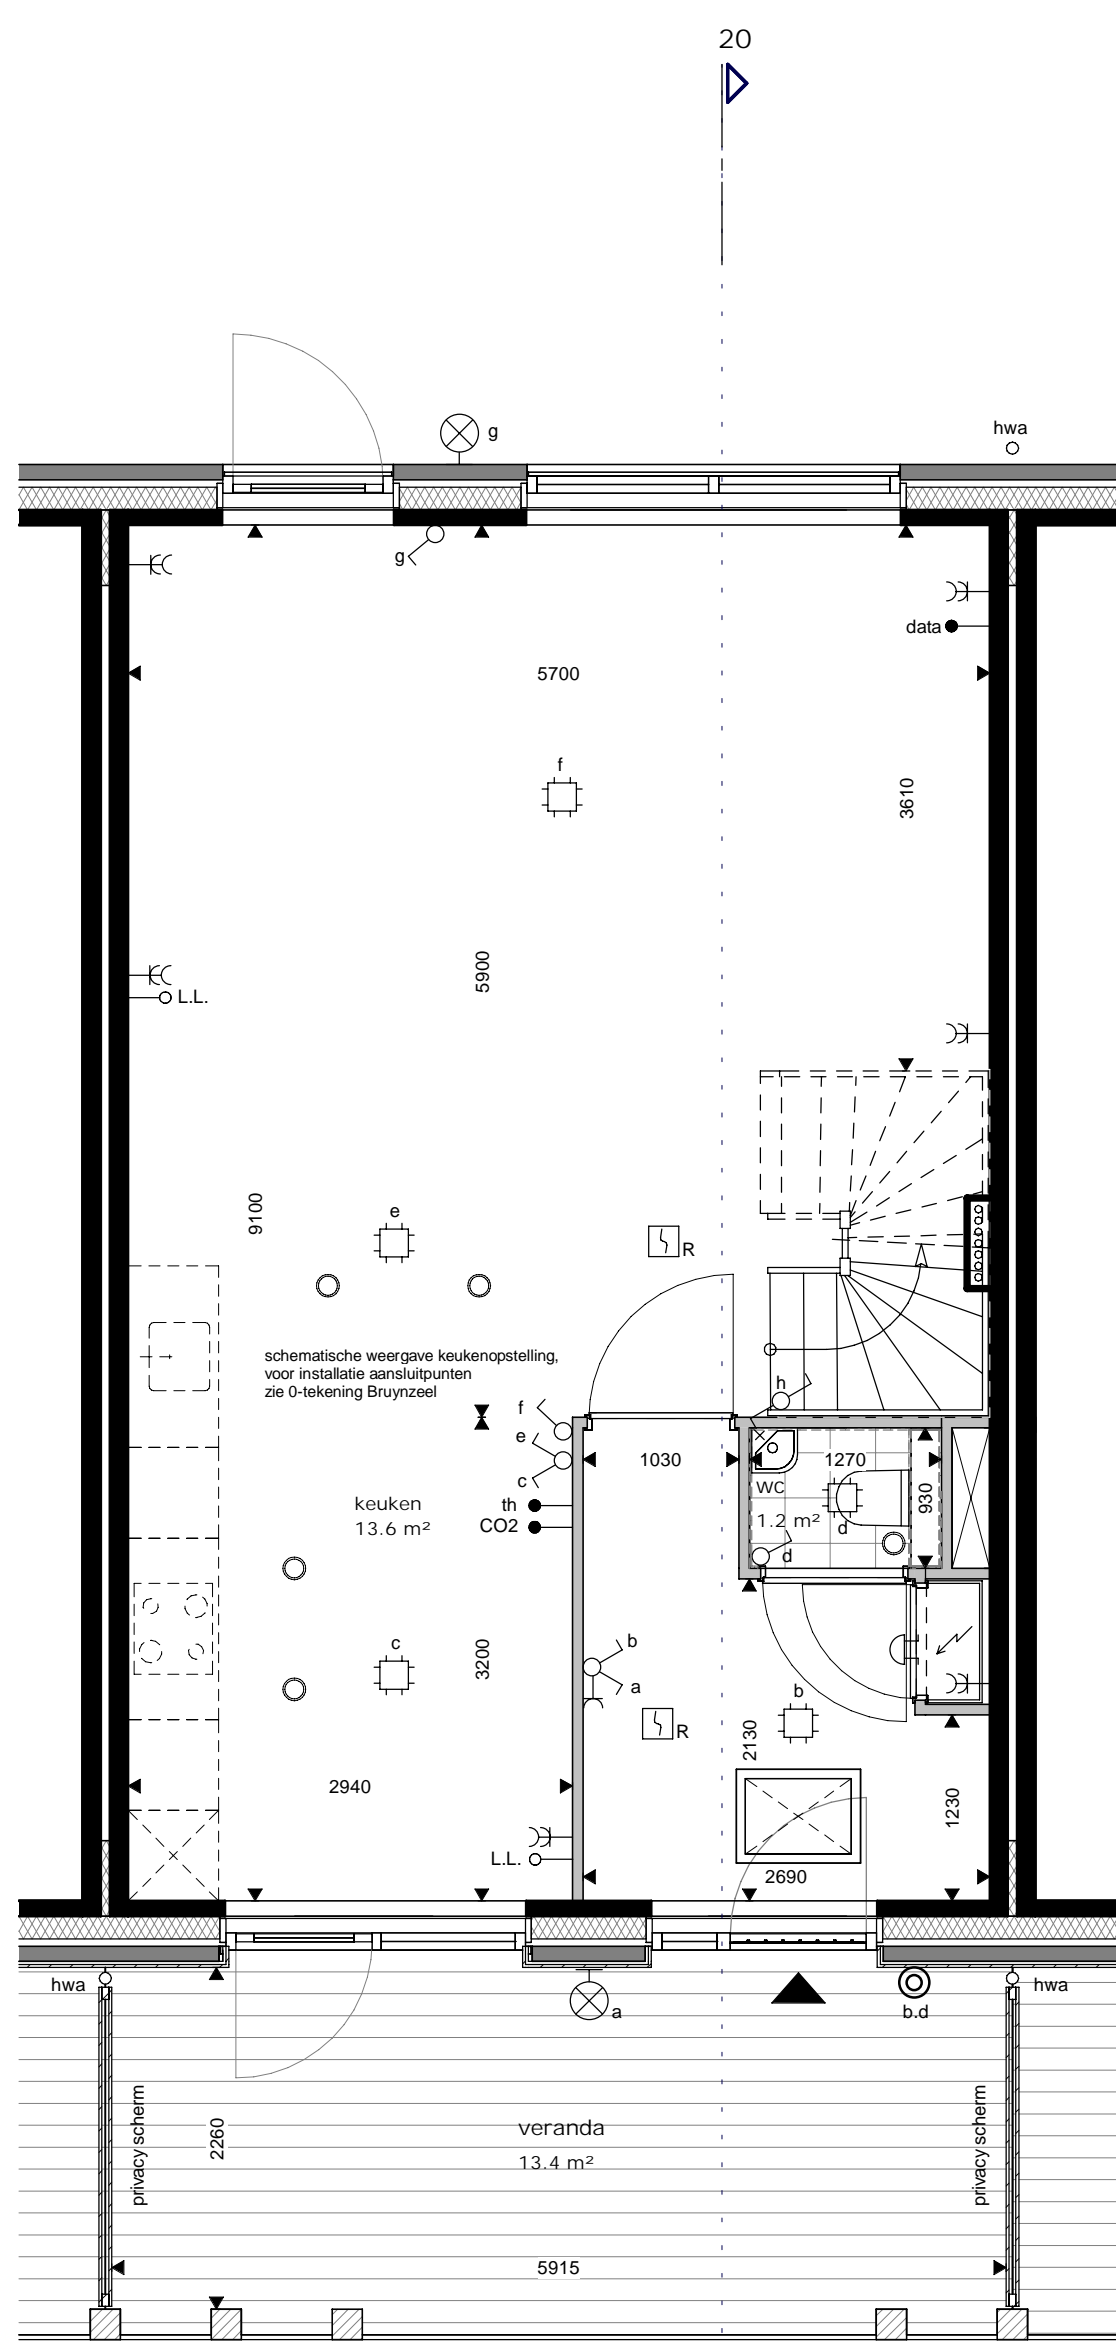 20
g
hwa
g
data
5700
f
3610
5900
L.L.
9100
e
R
schematische weergave keukenopstelling,
voor installatie aansluitpunten
zie 0-tekening Bruynzeel
h
f
e
c
1030
1270
930
WC
1.2 m²
d
d
keuken
13.6 m²
th
CO2
c
3200
b
a
b
R
2130
2940
1230
L.L.
2690
hwa
a
b.d
hwa
privacy scherm
2260
veranda
13.4 m²
privacy scherm
5915